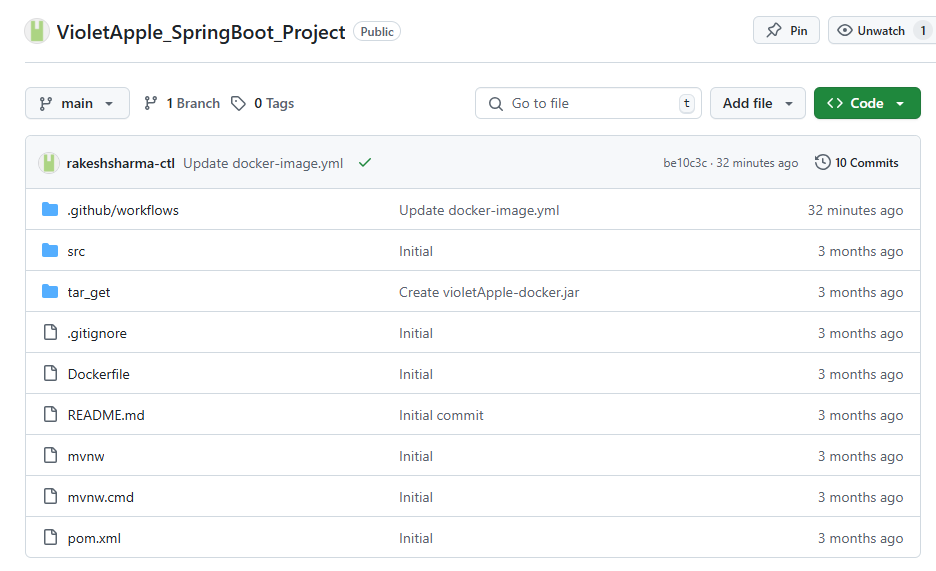 VioletApple_SpringBoot_Project Public Pin Unwatch 1
main 1 Branch 0 Tags Go to file t Add file Code
rakeshsharma-ctl Update docker-image.yml be10c3c · 32 minutes ago 10 Commits
.github/workflows Update docker-image.yml 32 minutes ago
src Initial 3 months ago
tar_get Create violetApple-docker.jar 3 months ago
.gitignore Initial 3 months ago
Dockerfile Initial 3 months ago
README.md Initial commit 3 months ago
mvnw Initial 3 months ago
mvnw.cmd Initial 3 months ago
pom.xml Initial 3 months ago